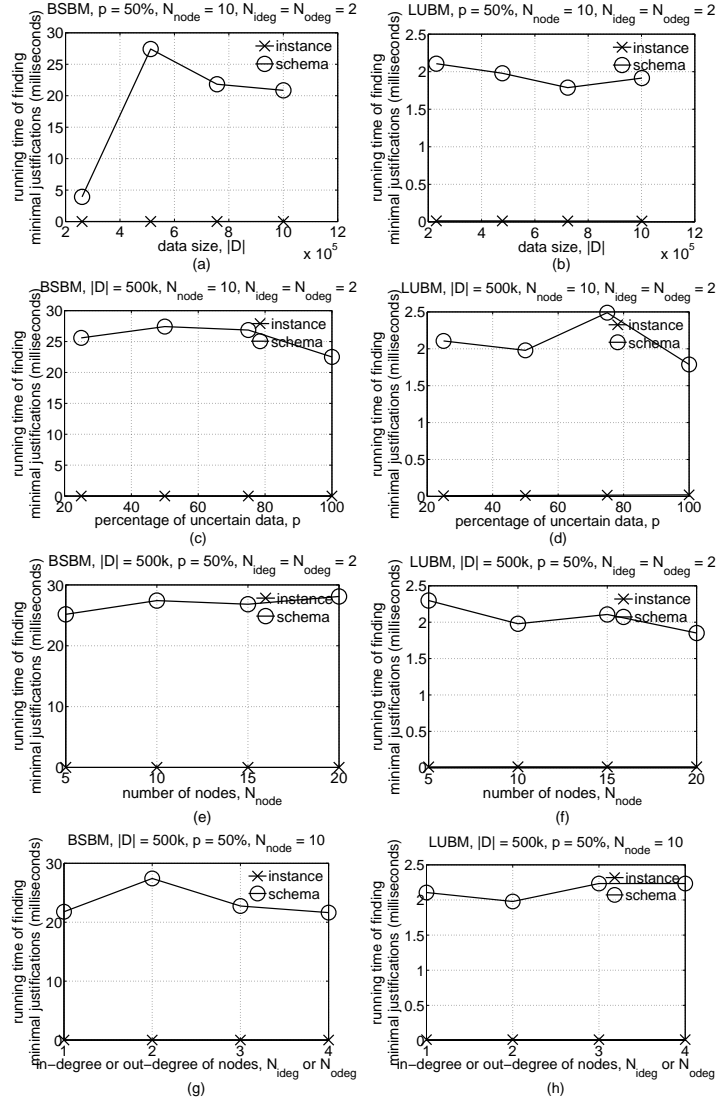 BSBM, p = 50%, N_node = 10, N_ideg = N_odeg = 2
running time of finding
minimal justifications (milliseconds)
35
30
25
20
15
10
5
0
2 4 6 8 10 12
x 10^5
data size, |D|
instance
schema
(a)
LUBM, p = 50%, N_node = 10, N_ideg = N_odeg = 2
running time of finding
minimal justifications (milliseconds)
2.5
2
1.5
1
0.5
0
2 4 6 8 10 12
x 10^5
data size, |D|
instance
schema
(b)
BSBM, |D| = 500k, N_node = 10, N_ideg = N_odeg = 2
running time of finding
minimal justifications (milliseconds)
30
25
20
15
10
5
0
20 40 60 80 100
percentage of uncertain data, p
instance
schema
(c)
LUBM, |D| = 500k, N_node = 10, N_ideg = N_odeg = 2
running time of finding
minimal justifications (milliseconds)
2.5
2
1.5
1
0.5
0
20 40 60 80 100
percentage of uncertain data, p
instance
schema
(d)
BSBM, |D| = 500k, p = 50%, N_ideg = N_odeg = 2
running time of finding
minimal justifications (milliseconds)
30
20
10
0
5 10 15 20
number of nodes, N_node
instance
schema
(e)
LUBM, |D| = 500k, p = 50%, N_ideg = N_odeg = 2
running time of finding
minimal justifications (milliseconds)
2.5
2
1.5
1
0.5
0
5 10 15 20
number of nodes, N_node
instance
schema
(f)
BSBM, |D| = 500k, p = 50%, N_node = 10
running time of finding
minimal justifications (milliseconds)
30
20
10
0
1 2 3 4
in-degree or out-degree of nodes, N_ideg or N_odeg
instance
schema
(g)
LUBM, |D| = 500k, p = 50%, N_node = 10
running time of finding
minimal justifications (milliseconds)
2.5
2
1.5
1
0.5
0
1 2 3 4
in-degree or out-degree of nodes, N_ideg or N_odeg
instance
schema
(h)